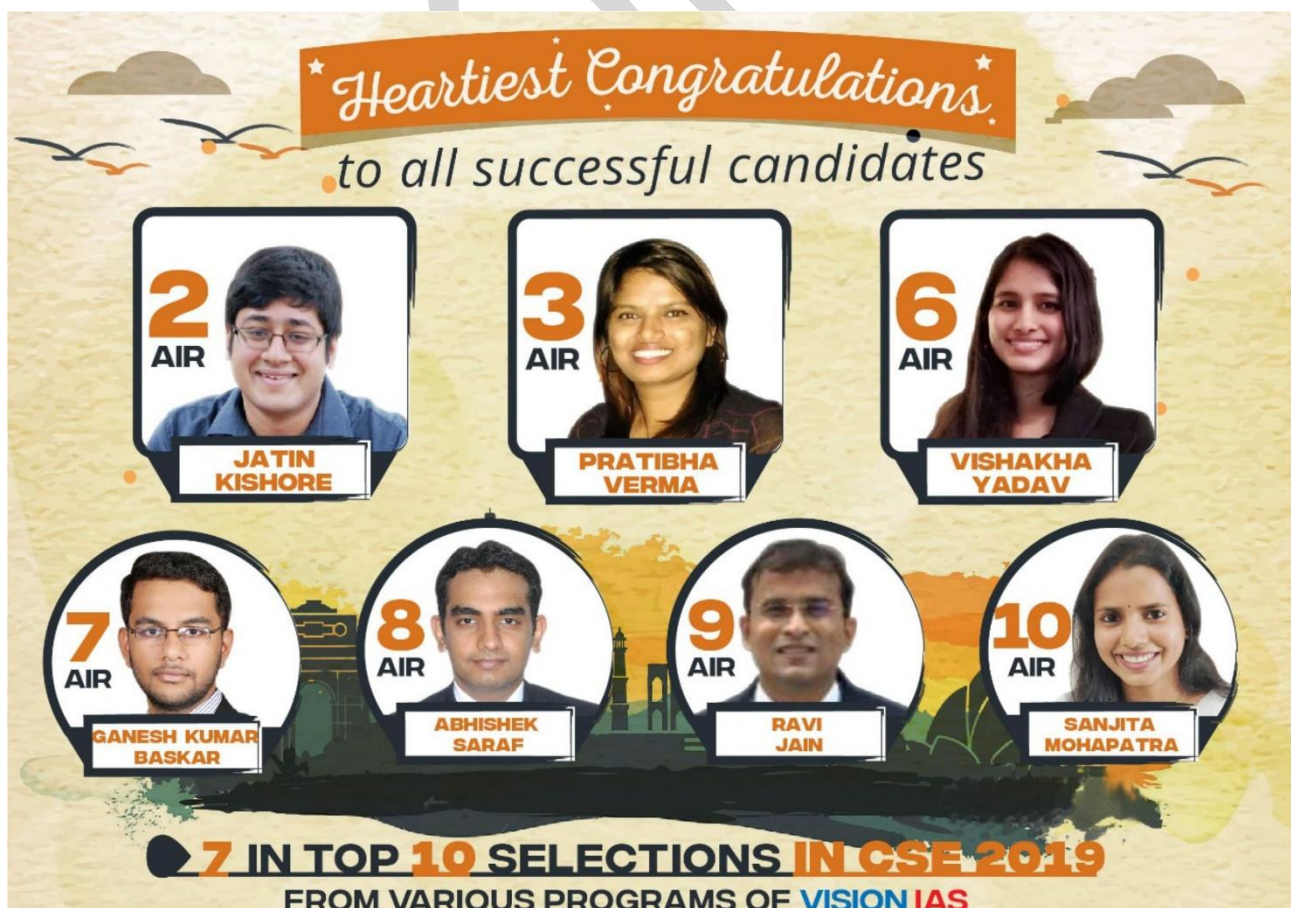 Heartiest Congratulations
to all successful candidates
2
AIR
JATIN
KISHORE
3
AIR
PRATIBHA
VERMA
6
AIR
VISHAKHA
YADAV
7
AIR
GANESH KUMAR
BASKAR
8
AIR
ABHISHEK
SARAF
9
AIR
RAVI
JAIN
10
AIR
SANJITA
MOHAPATRA
7 IN TOP 10 SELECTIONS IN CSE 2019
FROM VARIOUS PROGRAMS OF VISION IAS